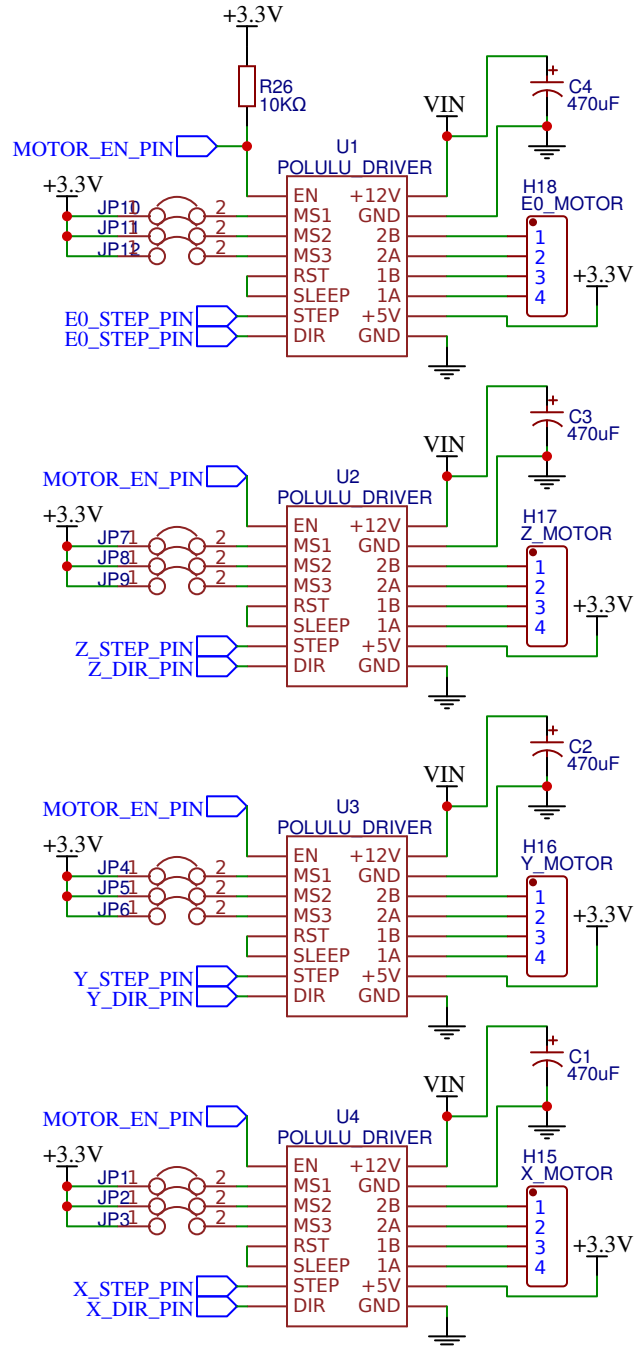 +3.3V
R26
10KΩ
C4
470uF
VIN
MOTOR_EN_PIN
U1
POLULU_DRIVER
H18
E0_MOTOR
+3.3V
JP10 1 2
JP11 1 2
JP12 1 2
EN +12V
MS1 GND
MS2 2B 1
MS3 2A 2
RST 1B 3
SLEEP 1A 4
+3.3V
E0_STEP_PIN STEP +5V
E0_STEP_PIN DIR GND
C3
470uF
VIN
MOTOR_EN_PIN
U2
POLULU_DRIVER
H17
Z_MOTOR
+3.3V
JP7 1 2
JP8 1 2
JP9 1 2
EN +12V
MS1 GND
MS2 2B 1
MS3 2A 2
RST 1B 3
SLEEP 1A 4
+3.3V
Z_STEP_PIN STEP +5V
Z_DIR_PIN DIR GND
C2
470uF
VIN
MOTOR_EN_PIN
U3
POLULU_DRIVER
H16
Y_MOTOR
+3.3V
JP4 1 2
JP5 1 2
JP6 1 2
EN +12V
MS1 GND
MS2 2B 1
MS3 2A 2
RST 1B 3
SLEEP 1A 4
+3.3V
Y_STEP_PIN STEP +5V
Y_DIR_PIN DIR GND
C1
470uF
VIN
MOTOR_EN_PIN
U4
POLULU_DRIVER
H15
X_MOTOR
+3.3V
JP1 1 2
JP2 1 2
JP3 1 2
EN +12V
MS1 GND
MS2 2B 1
MS3 2A 2
RST 1B 3
SLEEP 1A 4
+3.3V
X_STEP_PIN STEP +5V
X_DIR_PIN DIR GND